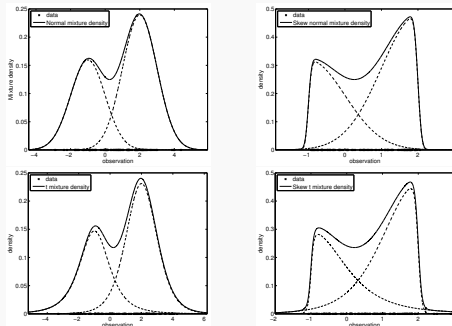 0.25
0.2
0.15
0.1
0.05
0
Mixture density
data
Normal mixture density
-4 -2 0 2 4
observation
0.5
0.4
0.3
0.2
0.1
0
density
data
Skew normal mixture density
-1 0 1 2
observation
0.25
0.2
0.15
0.1
0.05
0
density
data
t mixture density
-4 -2 0 2 4 6
observation
0.5
0.4
0.3
0.2
0.1
0
density
data
Skew t mixture density
-2 -1 0 1 2
observation